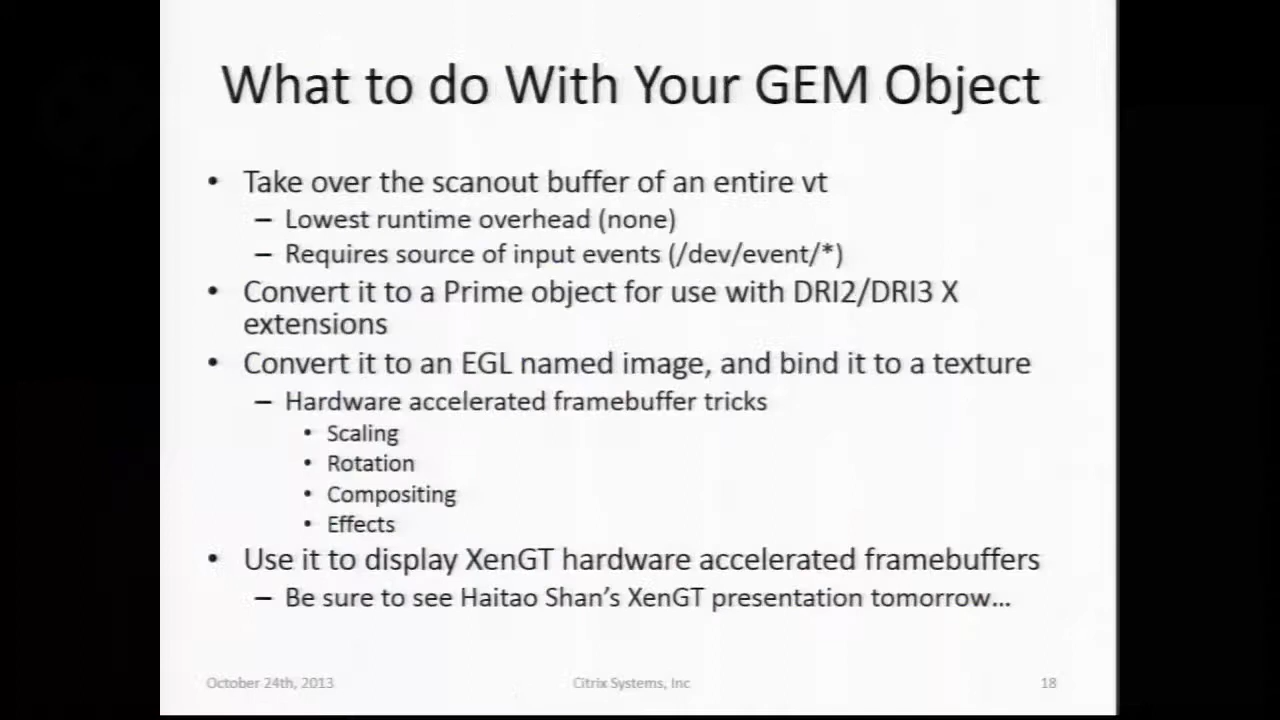 What to do With Your GEM Object
• Take over the scanout buffer of an entire vt
– Lowest runtime overhead (none)
– Requires source of input events (/dev/event/*)
• Convert it to a Prime object for use with DRI2/DRI3 X
extensions
• Convert it to an EGL named image, and bind it to a texture
– Hardware accelerated framebuffer tricks
• Scaling
• Rotation
• Compositing
• Effects
• Use it to display XenGT hardware accelerated framebuffers
– Be sure to see Haitao Shan's XenGT presentation tomorrow...
October 24th, 2013 Citrix Systems, Inc 18